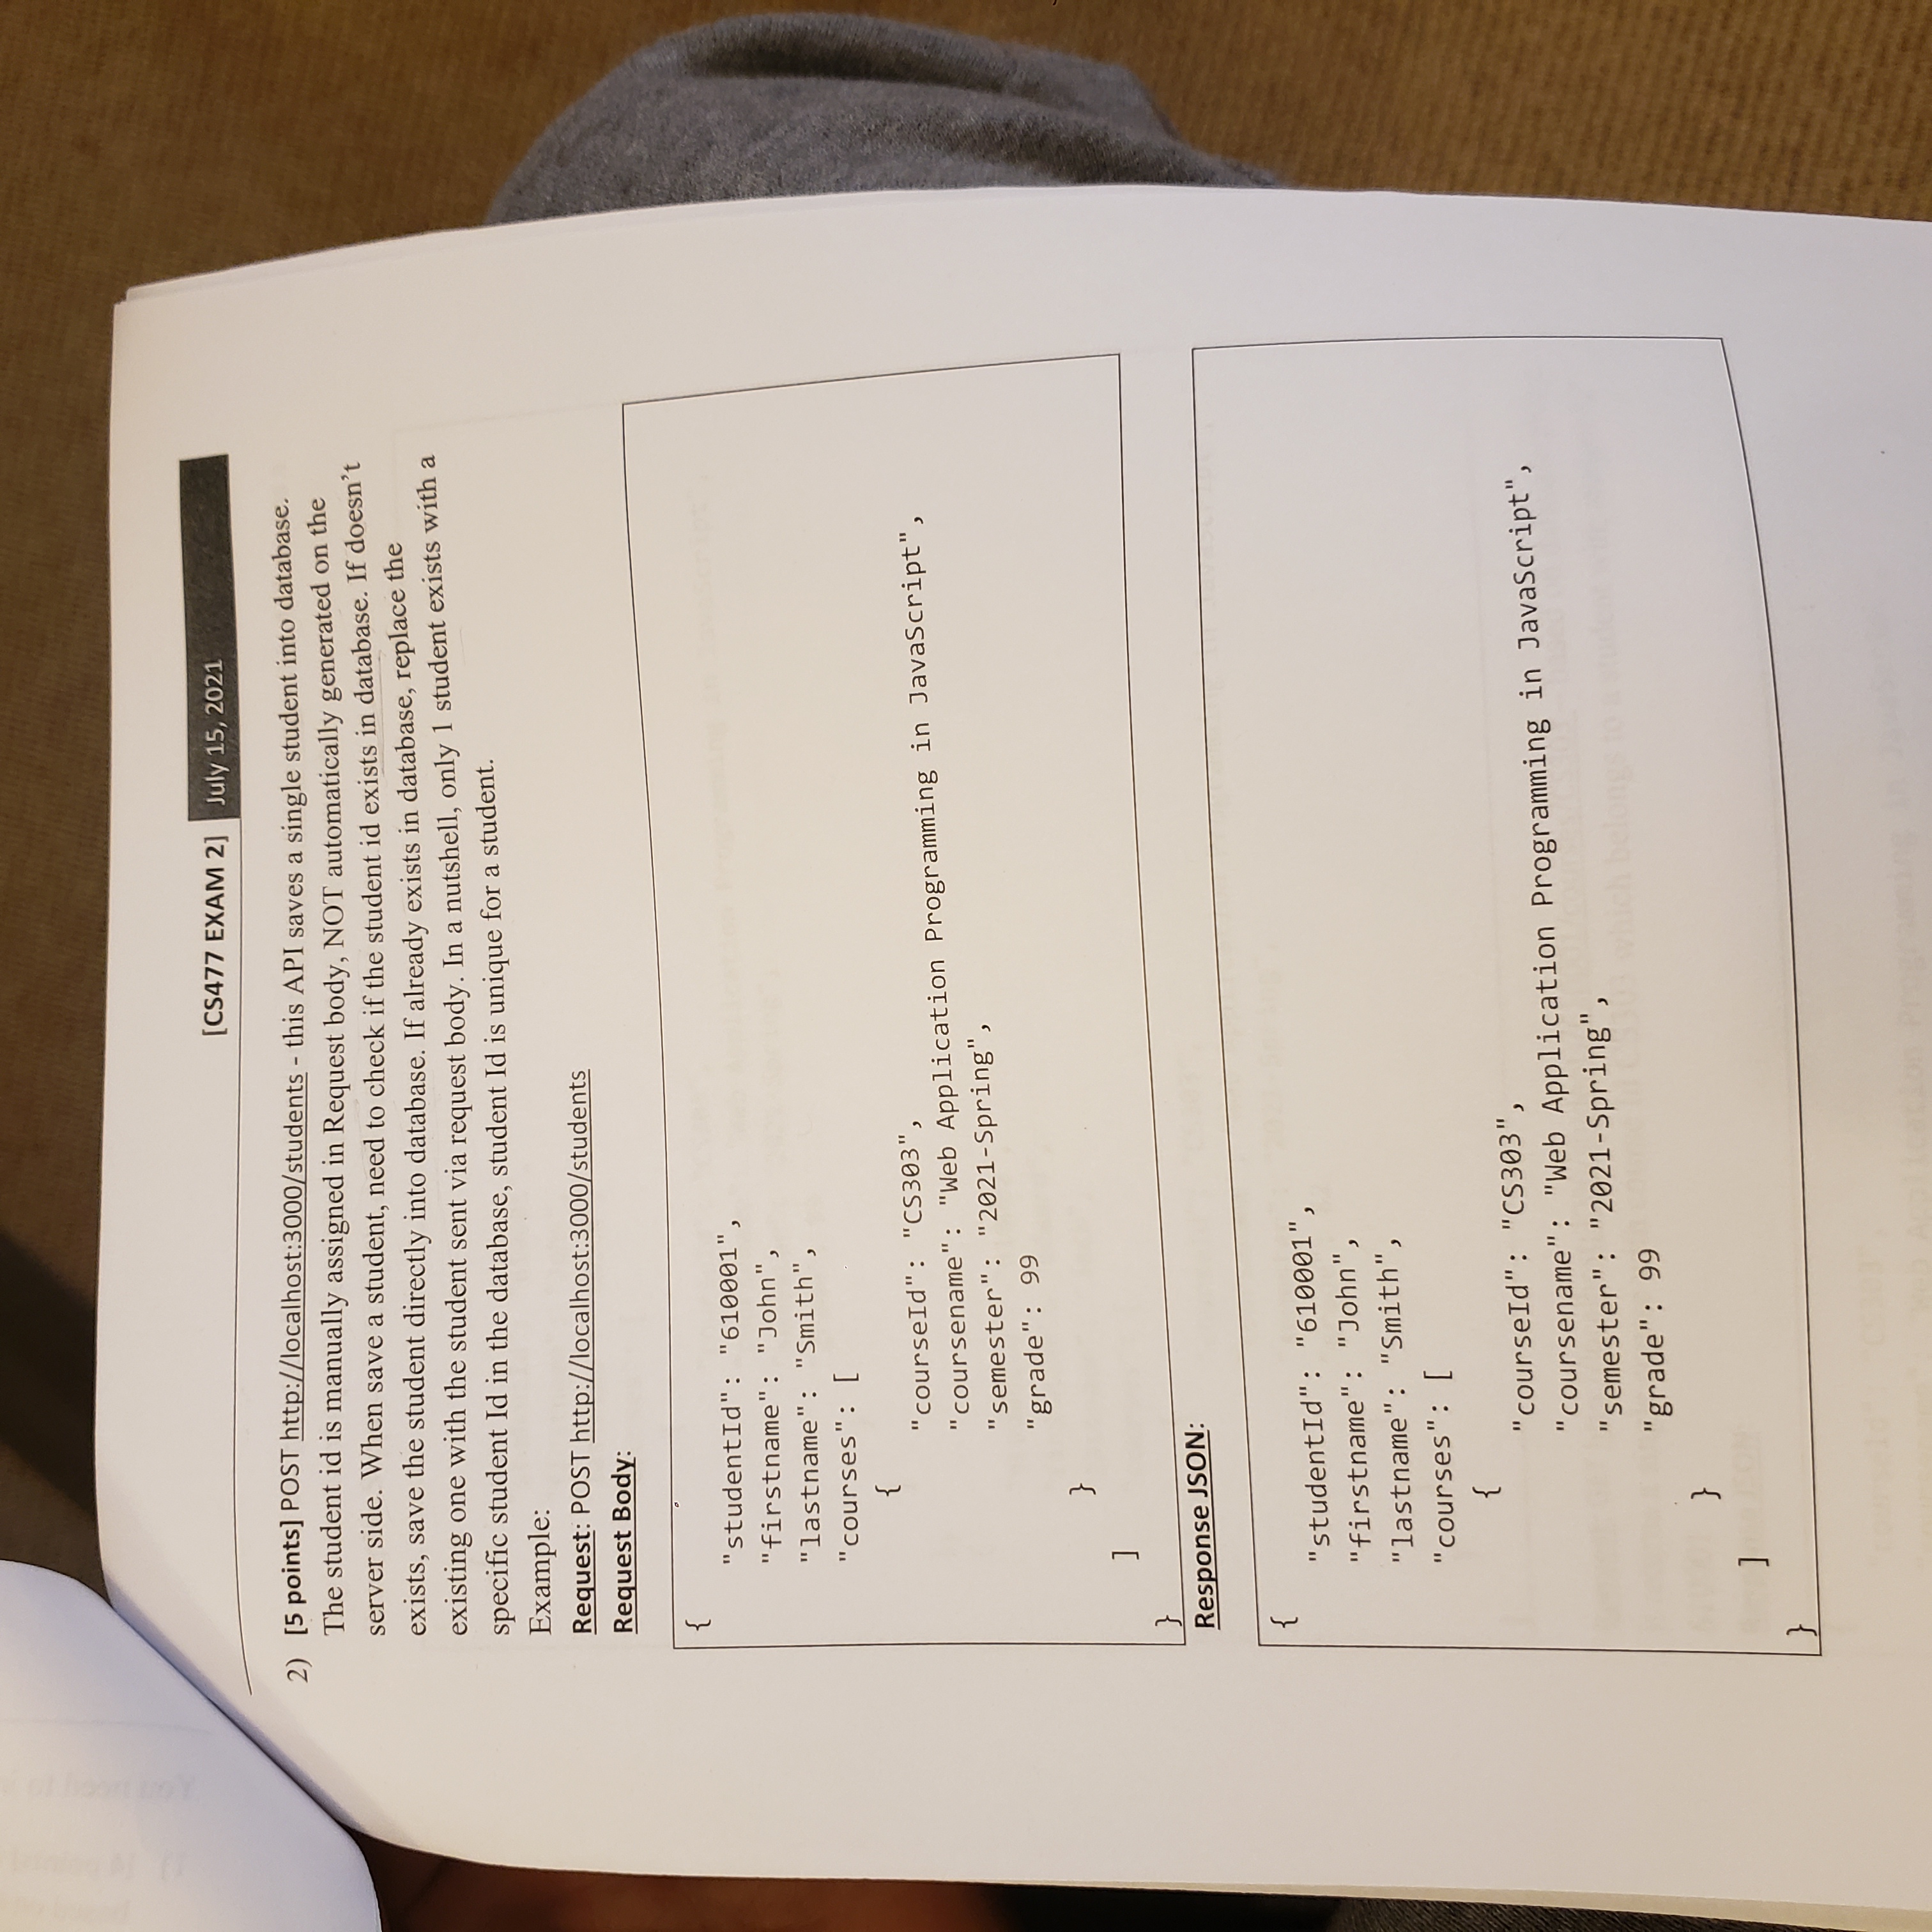 [CS477 EXAM 2] July 15, 2021
2) [5 points] POST http://localhost:3000/students - this API saves a single student into database.
The student id is manually assigned in Request body, NOT automatically generated on the
server side. When save a student, need to check if the student id exists in database. If doesn't
exists, save the student directly into database. If already exists in database, replace the
existing one with the student sent via request body. In a nutshell, only 1 student exists with a
specific student Id in the database, student Id is unique for a student.
Example:
Request: POST http://localhost:3000/students
Request Body:
{
"studentId": "610001",
"firstname": "John",
"lastname": "Smith",
"courses": [
{
"courseId": "CS303",
"coursename": "Web Application Programming in JavaScript",
"semester": "2021-Spring",
"grade": 99
}
]
}
Response JSON:
{
"studentId": "610001",
"firstname": "John",
"lastname": "Smith",
"courses": [
{
"courseId": "CS303",
"coursename": "Web Application Programming in JavaScript",
"semester": "2021-Spring",
"grade": 99
}
]
}